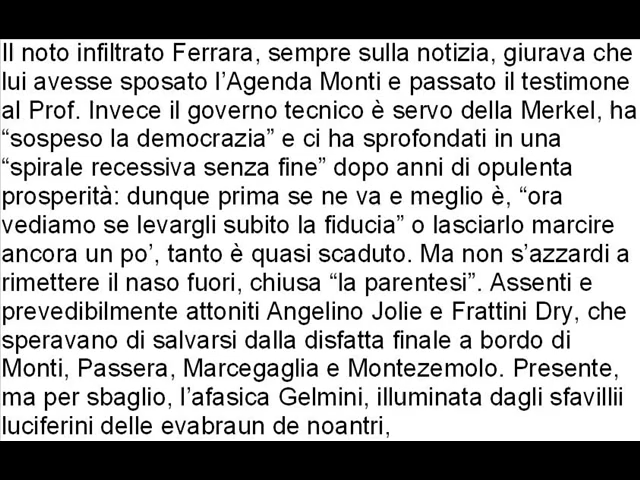 Il noto infiltrato Ferrara, sempre sulla notizia, giurava che
lui avesse sposato l’Agenda Monti e passato il testimone
al Prof. Invece il governo tecnico è servo della Merkel, ha
“sospeso la democrazia” e ci ha sprofondati in una
“spirale recessiva senza fine” dopo anni di opulenta
prosperità: dunque prima se ne va e meglio è, “ora
vediamo se levargli subito la fiducia” o lasciarlo marcire
ancora un po’, tanto è quasi scaduto. Ma non s’azzardi a
rimettere il naso fuori, chiusa “la parentesi”. Assenti e
prevedibilmente attoniti Angelino Jolie e Frattini Dry, che
speravano di salvarsi dalla disfatta finale a bordo di
Monti, Passera, Marcegaglia e Montezemolo. Presente,
ma per sbaglio, l’afasica Gelmini, illuminata dagli sfavillii
luciferini delle evabraun de noantri,